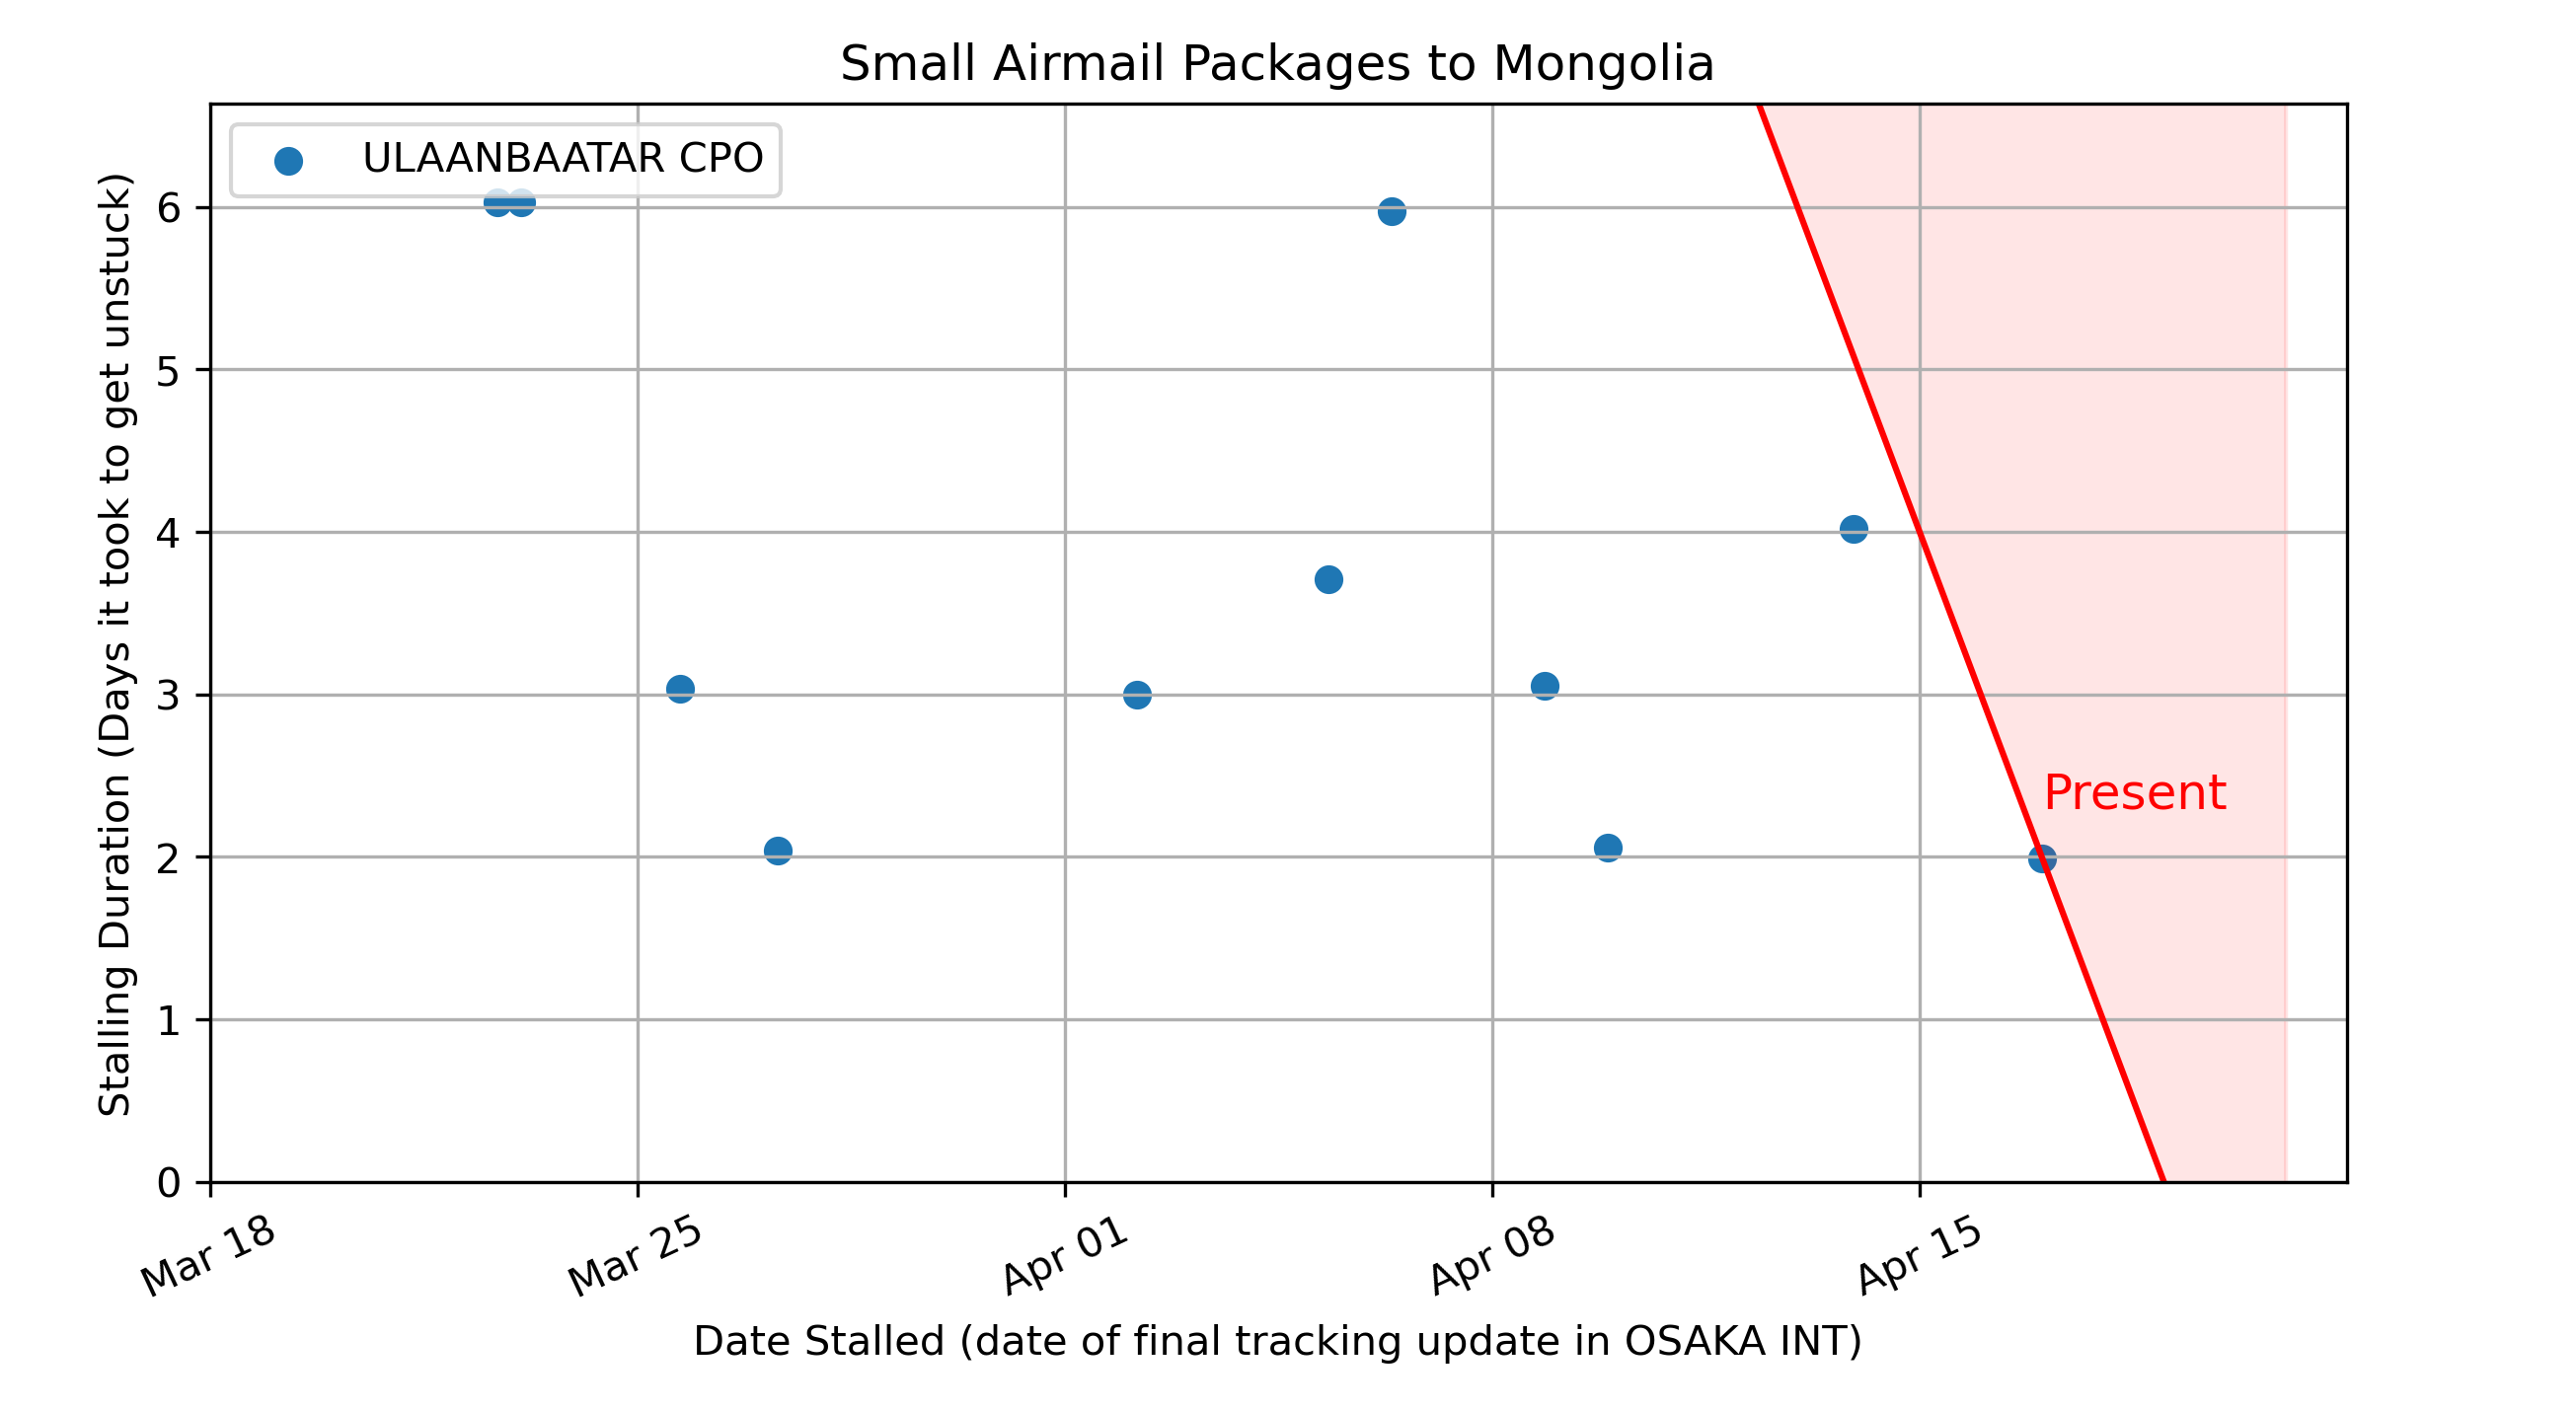 Small Airmail Packages to Mongolia
ULAANBAATAR CPO
Stalling Duration (Days it took to get unstuck)
6
5
4
3
2
1
0
Present
Mar 18
Mar 25
Apr 01
Apr 08
Apr 15
Date Stalled (date of final tracking update in OSAKA INT)